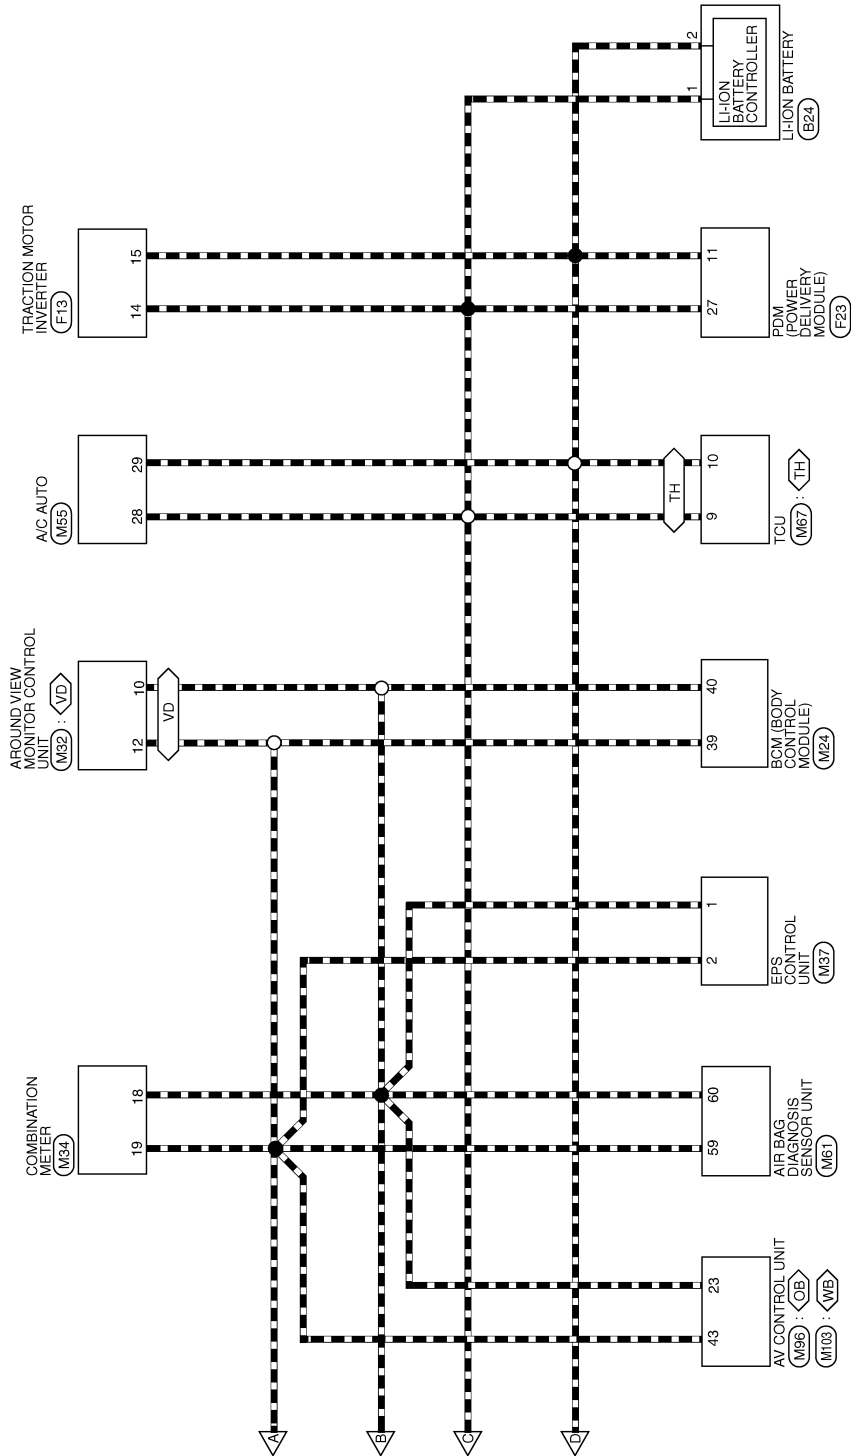 COMBINATION
METER
M34
19
18
AROUND VIEW
MONITOR CONTROL
UNIT
M32 : VD
12
10
VD
A/C AUTO
M55
28
29
TRACTION MOTOR
INVERTER
F13
14
15
A
B
C
D
43
23
AV CONTROL UNIT
M96 : OB
M103 : WB
59
60
AIR BAG
DIAGNOSIS
SENSOR UNIT
M61
2
1
EPS
CONTROL
UNIT
M37
39
40
BCM (BODY
CONTROL
MODULE)
M24
TH
9
10
TCU
M67 : TH
27
11
PDM
(POWER
DELIVERY
MODULE)
F23
1
2
LI-ION
BATTERY
CONTROLLER
LI-ION BATTERY
B24